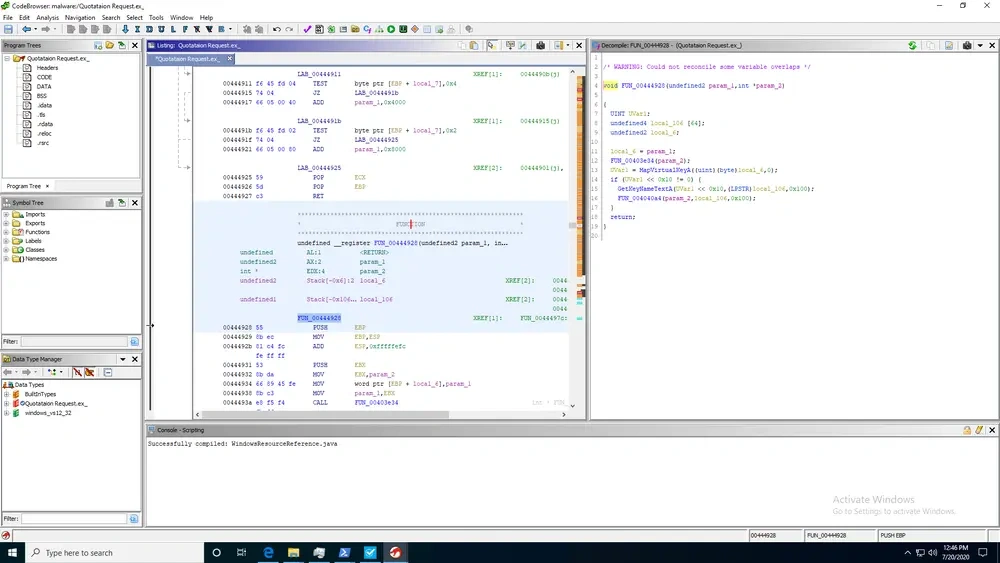 CodeBrowser: malware:/Quotataion Request.ex_
File Edit Analysis Graph Navigation Search Select Tools Window Help
Program Trees
Quotataion Request.ex_
Headers
CODE
DATA
BSS
.idata
.tls
.rdata
.reloc
.rsrc
Program Tree ×
Symbol Tree
Imports
Exports
Functions
Labels
Classes
Namespaces
Filter:
Data Type Manager
Data Types
BuiltInTypes
Quotataion Request.ex_
windows_vs12_32
Filter:
Listing: Quotataion Request.ex_
*Quotataion Request.ex_
LAB_00444911 XREF[1]: 0044490b(j)
00444911 f6 45 fd 04 TEST byte ptr [EBP + local_7],0x4
00444915 74 04 JZ LAB_0044491b
00444917 66 05 00 40 ADD param_1,0x4000
LAB_0044491b XREF[1]: 00444915(j)
0044491b f6 45 fd 02 TEST byte ptr [EBP + local_7],0x2
0044491f 74 04 JZ LAB_00444925
00444921 66 05 00 80 ADD param_1,0x8000
LAB_00444925 XREF[2]: 00444901(j),
00444925 59 POP ECX
00444926 5d POP EBP
00444927 c3 RET
* FUNCTION *
undefined __register FUN_00444928(undefined2 param_1, in...
undefined AL:1 <RETURN>
undefined2 AX:2 param_1
int * EDX:4 param_2
undefined2 Stack[-0x6]:2 local_6 XREF[2]: 0044
0044
undefined1 Stack[-0x106... local_106 XREF[2]: 0044
0044
FUN_00444928 XREF[1]: FUN_0044497c:
00444928 55 PUSH EBP
00444929 8b ec MOV EBP,ESP
0044492b 81 c4 fc ADD ESP,0xfffffefc
fe ff ff
00444931 53 PUSH EBX
00444932 8b da MOV EBX,param_2
00444934 66 89 45 fe MOV word ptr [EBP + local_6],param_1
00444938 8b c3 MOV param_1,EBX
0044493a e8 f5 f4 CALL FUN_00403e34 int * FUN
Decompile: FUN_00444928 - (Quotataion Request.ex_)
1
2 /* WARNING: Could not reconcile some variable overlaps */
3
4 void FUN_00444928(undefined2 param_1,int *param_2)
5
6 {
7 UINT UVar1;
8 undefined4 local_106 [64];
9 undefined2 local_6;
10
11 local_6 = param_1;
12 FUN_00403e34(param_2);
13 UVar1 = MapVirtualKeyA((uint)(byte)local_6,0);
14 if (UVar1 << 0x10 != 0) {
15 GetKeyNameTextA(UVar1 << 0x10,(LPSTR)local_106,0x100);
16 FUN_004040a4(param_2,local_106,0x100);
17 }
18 return;
19 }
20
Console - Scripting
Successfully compiled: WindowsResourceReference.java
Activate Windows
Go to Settings to activate Windows.
00444928 FUN_00444928 PUSH EBP
Type here to search
12:46 PM
7/20/2020